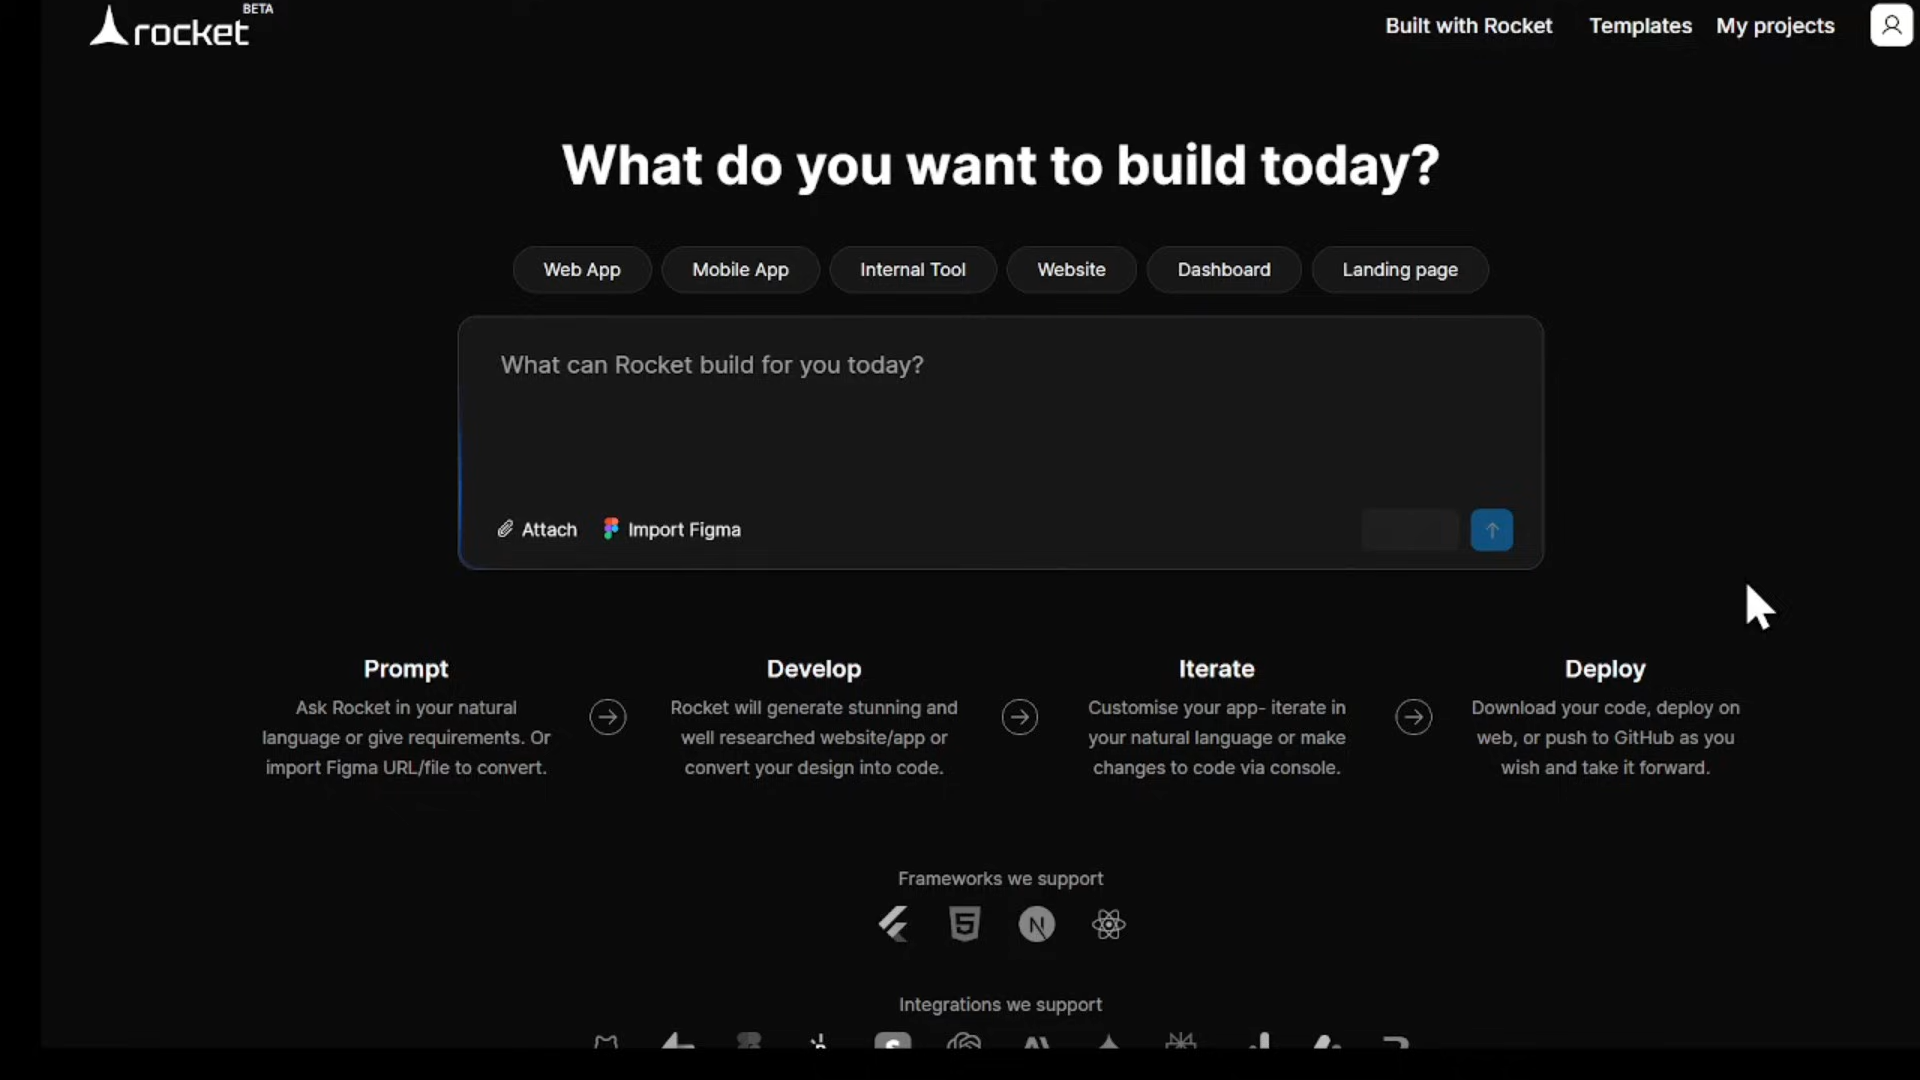 rocket BETA
Built with Rocket Templates My projects
What do you want to build today?
Web App Mobile App Internal Tool Website Dashboard Landing page
What can Rocket build for you today?
Attach Import Figma
Prompt
Ask Rocket in your natural
language or give requirements. Or
import Figma URL/file to convert.
Develop
Rocket will generate stunning and
well researched website/app or
convert your design into code.
Iterate
Customise your app- iterate in
your natural language or make
changes to code via console.
Deploy
Download your code, deploy on
web, or push to GitHub as you
wish and take it forward.
Frameworks we support
5 N
Integrations we support